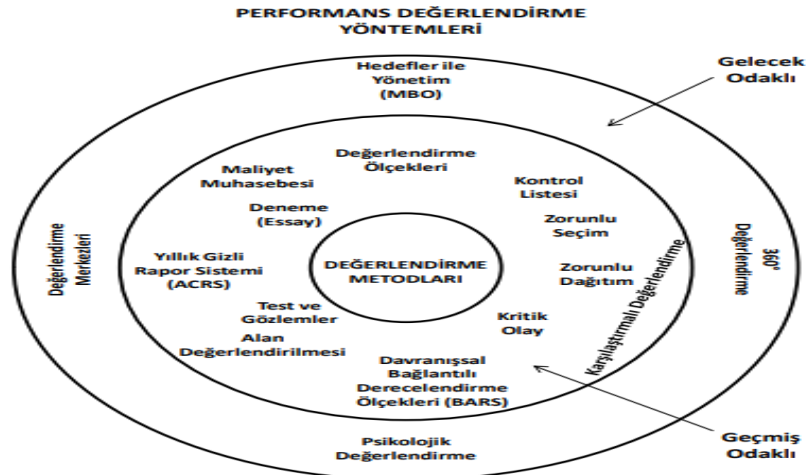 PERFORMANS DEĞERLENDİRME
YÖNTEMLERİ
Hedefler ile
Yönetim
(MBO)
Gelecek
Odaklı
Değerlendirme
Ölçekleri
Maliyet
Muhasebesi
Kontrol
Listesi
Deneme
(Essay)
Zorunlu
Seçim
Değerlendirme
Merkezleri
Yıllık Gizli
Rapor Sistemi
(ACRS)
DEĞERLENDİRME
METODLARI
Zorunlu
Dağıtım
Karşılaştırmalı Değerlendirme
360°
Değerlendirme
Test ve
Gözlemler
Kritik
Olay
Alan
Değerlendirilmesi
Davranışsal
Bağlantılı
Derecelendirme
Ölçekleri (BARS)
Psikolojik
Değerlendirme
Geçmiş
Odaklı